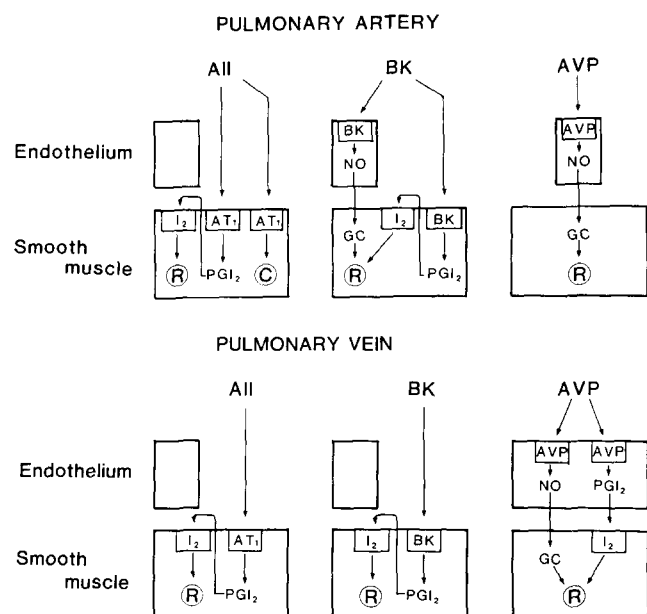 PULMONARY ARTERY
AII BK AVP
Endothelium BK AVP
NO NO
I₂ AT₁ AT₁ GC I₂ BK GC
Smooth muscle
R PGI₂ C R PGI₂ R
PULMONARY VEIN
AII BK AVP
Endothelium AVP AVP
NO PGI₂
I₂ AT₁ I₂ BK I₂
Smooth muscle GC
R PGI₂ R PGI₂ R